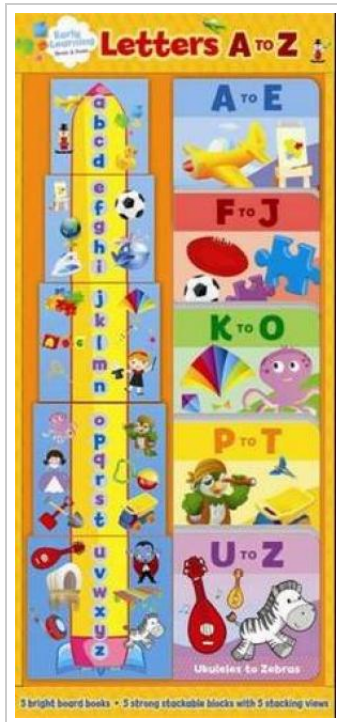 Early
Learning
Letters A TO Z
a
b
c
d
e
f
g
h
i
j
k
l
m
n
o
p
q
r
s
t
u
v
w
x
y
z
A TO E
F TO J
K TO O
P TO T
U TO Z
Ukuleles to Zebras
5 bright board books • 5 strong stackable blocks with 5 stacking views